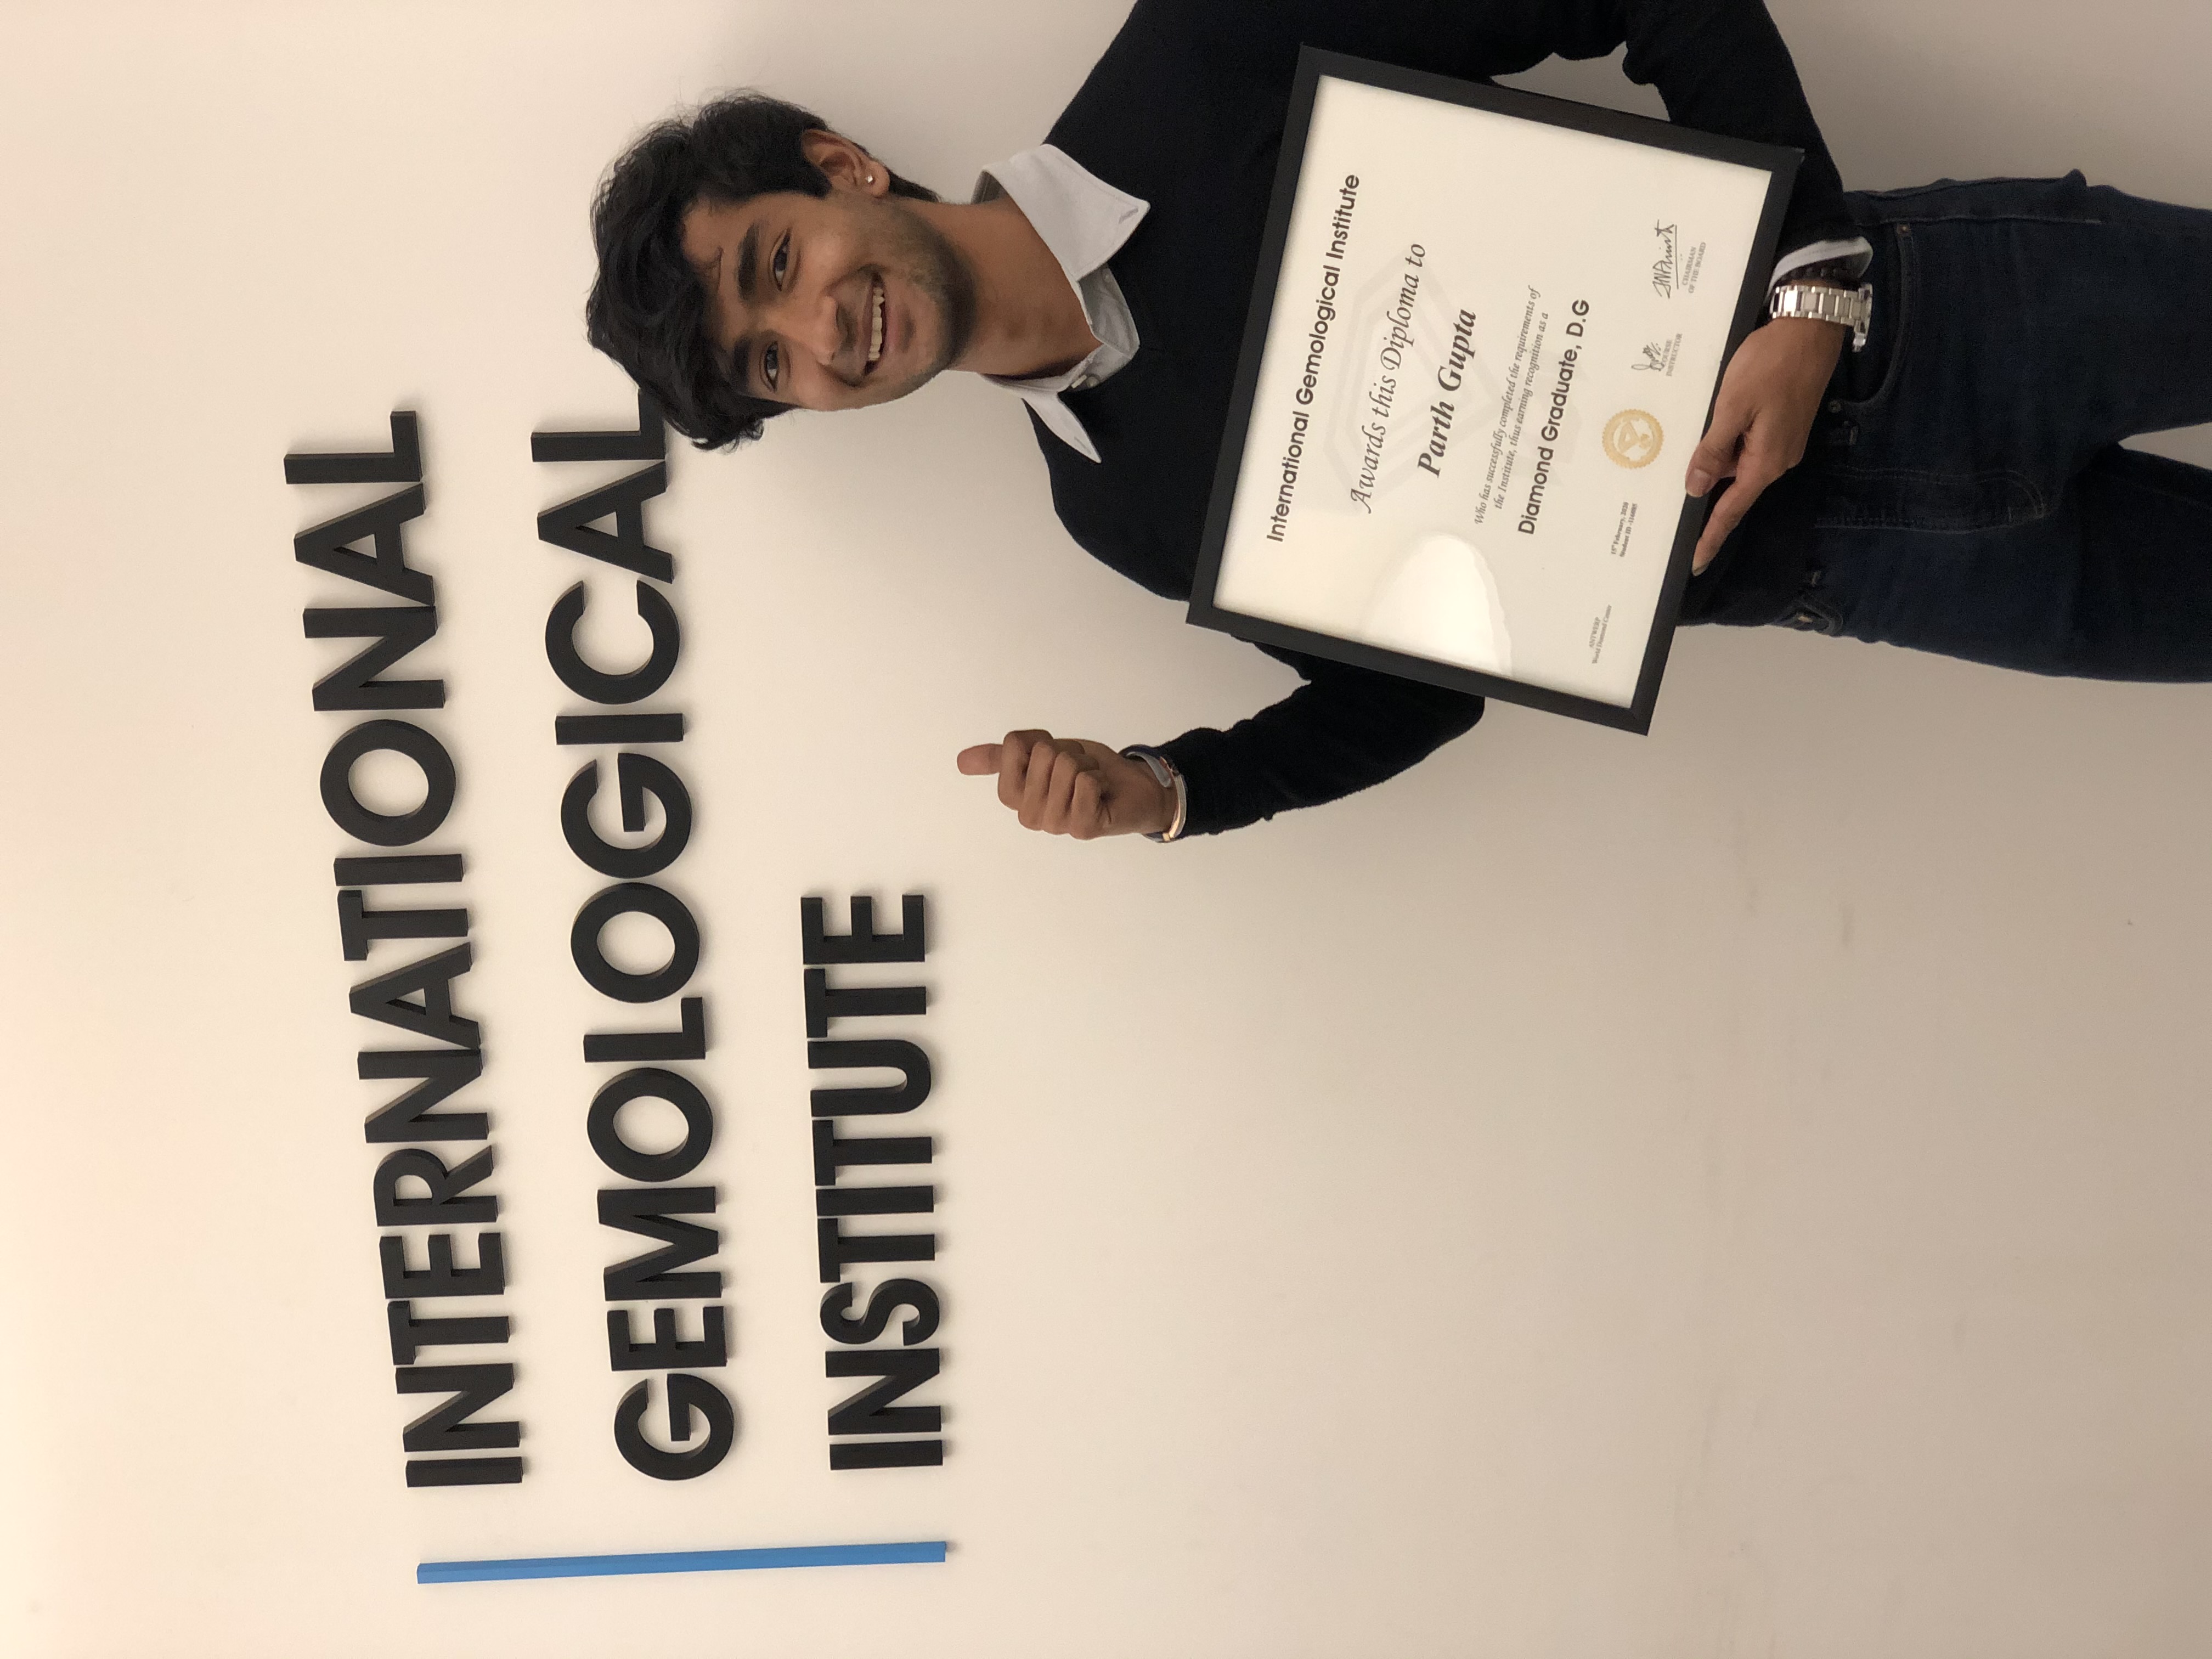 INTERNATIONAL
GEMOLOGICAL
INSTITUTE
International Gemological Institute
Awards this Diploma to
Parth Gupta
Who has successfully completed the requirements of
the Institute, thus earning recognition as a
Diamond Graduate, D.G
ANTWERP
World Diamond Center
15th February, 2020
Student ID -
COURSE
INSTRUCTOR
CHAIRMAN
OF THE BOARD